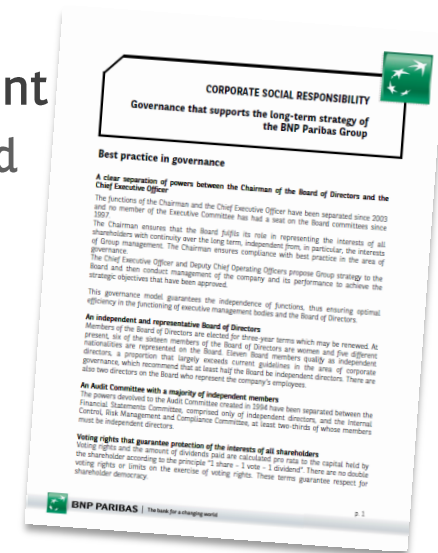 nt
d
CORPORATE SOCIAL RESPONSIBILITY
Governance that supports the long-term strategy of
the BNP Paribas Group
Best practice in governance
A clear separation of powers between the Chairman of the Board of Directors and the
Chief Executive Officer
The functions of the Chairman and the Chief Executive Officer have been separated since 2003
and no member of the Executive Committee has had a seat on the Board committees since
1997.
The Chairman ensures that the Board fulfils its role in representing the interests of all
shareholders with continuity over the long term, independent from, in particular, the interests
of Group management. The Chairman ensures compliance with best practice in the area of
governance.
The Chief Executive Officer and Deputy Chief Operating Officers propose Group strategy to the
Board and then conduct management of the company and its performance to achieve the
strategic objectives that have been approved.
This governance model guarantees the independence of functions, thus ensuring optimal
efficiency in the functioning of executive management bodies and the Board of Directors.
An independent and representative Board of Directors
Members of the Board of Directors are elected for three-year terms which may be renewed. At
present, six of the sixteen members of the Board of Directors are women and five different
nationalities are represented on the Board. Eleven Board members qualify as independent
directors, a proportion that largely exceeds current guidelines in the area of corporate
governance, which recommend that at least half the Board be independent directors. There are
also two directors on the Board who represent the company's employees.
An Audit Committee with a majority of independent members
The powers devolved to the Audit Committee created in 1994 have been separated between the
Financial Statements Committee, comprised only of independent directors, and the Internal
Control, Risk Management and Compliance Committee, at least two-thirds of whose members
must be independent directors.
Voting rights that guarantee protection of the interests of all shareholders
Voting rights and the amount of dividends paid are calculated pro rata to the capital held by
the shareholder according to the principle "1 share – 1 vote – 1 dividend". There are no double
voting rights or limits on the exercise of voting rights. These terms guarantee respect for
shareholder democracy.
BNP PARIBAS | The bank for a changing world
p. 1